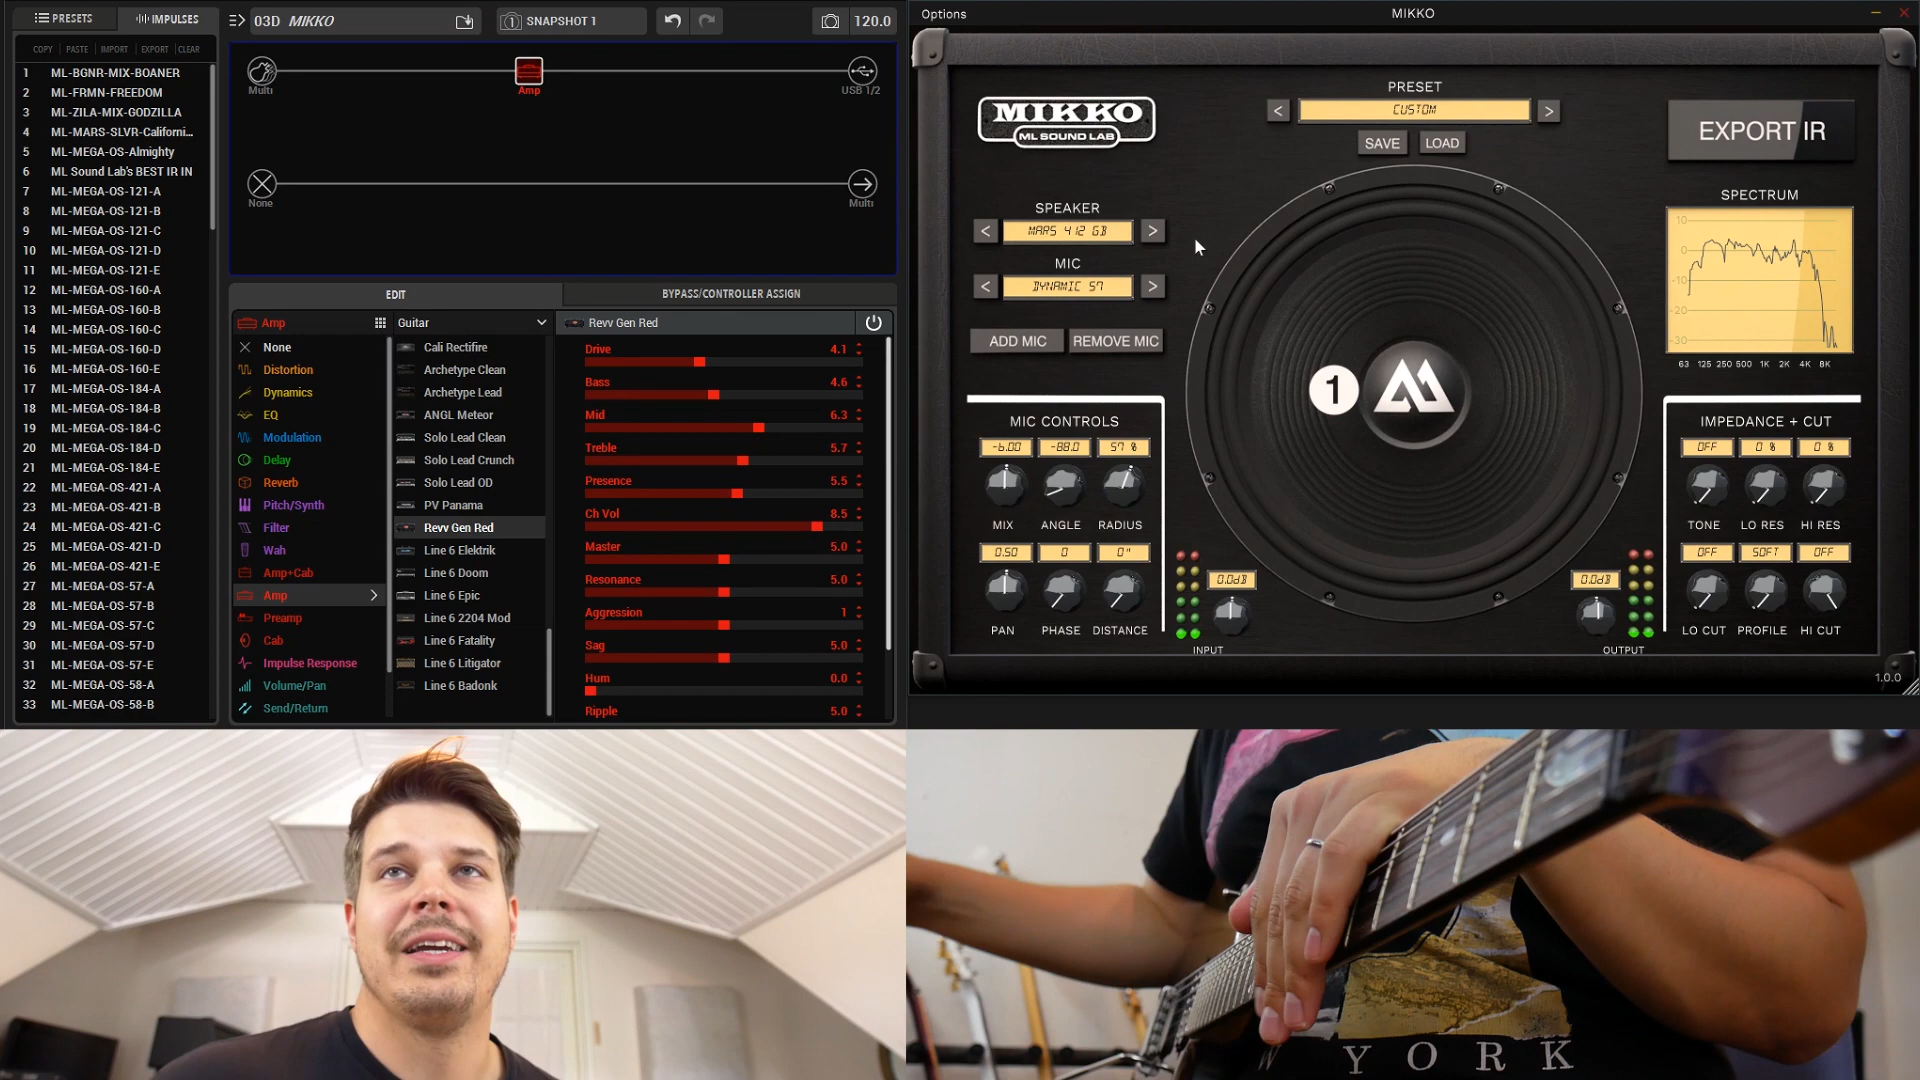 PRESETS
IMPULSES
COPY
PASTE
IMPORT
EXPORT
CLEAR
1 ML-BGNR-MIX-BOANER
2 ML-FRMN-FREEDOM
3 ML-ZILA-MIX-GODZILLA
4 ML-MARS-SLVR-Californi...
5 ML-MEGA-OS-Almighty
6 ML Sound Lab's BEST IR IN
7 ML-MEGA-OS-121-A
8 ML-MEGA-OS-121-B
9 ML-MEGA-OS-121-C
10 ML-MEGA-OS-121-D
11 ML-MEGA-OS-121-E
12 ML-MEGA-OS-160-A
13 ML-MEGA-OS-160-B
14 ML-MEGA-OS-160-C
15 ML-MEGA-OS-160-D
16 ML-MEGA-OS-160-E
17 ML-MEGA-OS-184-A
18 ML-MEGA-OS-184-B
19 ML-MEGA-OS-184-C
20 ML-MEGA-OS-184-D
21 ML-MEGA-OS-184-E
22 ML-MEGA-OS-421-A
23 ML-MEGA-OS-421-B
24 ML-MEGA-OS-421-C
25 ML-MEGA-OS-421-D
26 ML-MEGA-OS-421-E
27 ML-MEGA-OS-57-A
28 ML-MEGA-OS-57-B
29 ML-MEGA-OS-57-C
30 ML-MEGA-OS-57-D
31 ML-MEGA-OS-57-E
32 ML-MEGA-OS-58-A
33 ML-MEGA-OS-58-B
03D MIKKO
1 SNAPSHOT 1
120.0
Multi
Amp
USB 1/2
None
Multi
EDIT
BYPASS/CONTROLLER ASSIGN
Amp
None
Distortion
Dynamics
EQ
Modulation
Delay
Reverb
Pitch/Synth
Filter
Wah
Amp+Cab
Amp
Preamp
Cab
Impulse Response
Volume/Pan
Send/Return
Guitar
Cali Rectifire
Archetype Clean
Archetype Lead
ANGL Meteor
Solo Lead Clean
Solo Lead Crunch
Solo Lead OD
PV Panama
Revv Gen Red
Line 6 Elektrik
Line 6 Doom
Line 6 Epic
Line 6 2204 Mod
Line 6 Fatality
Line 6 Litigator
Line 6 Badonk
Revv Gen Red
Drive 4.1
Bass 4.6
Mid 6.3
Treble 5.7
Presence 5.5
Ch Vol 8.5
Master 5.0
Resonance 5.0
Aggression 1
Sag 5.0
Hum 0.0
Ripple 5.0
Options
MIKKO
MIKKO
ML SOUND LAB
PRESET
< CUSTOM >
SAVE LOAD
EXPORT IR
SPEAKER
< MARS 412 GB >
MIC
< DYNAMIC 57 >
ADD MIC REMOVE MIC
1
SPECTRUM
10
0
-10
-20
-30
63 125 250 500 1K 2K 4K 8K
MIC CONTROLS
-6.00 -88.0 57 %
MIX ANGLE RADIUS
0.50 0 0"
PAN PHASE DISTANCE
0.0dB
INPUT
0.0dB
OUTPUT
IMPEDANCE + CUT
OFF 0 % 0 %
TONE LO RES HI RES
OFF SOFT OFF
LO CUT PROFILE HI CUT
1.0.0
YORK